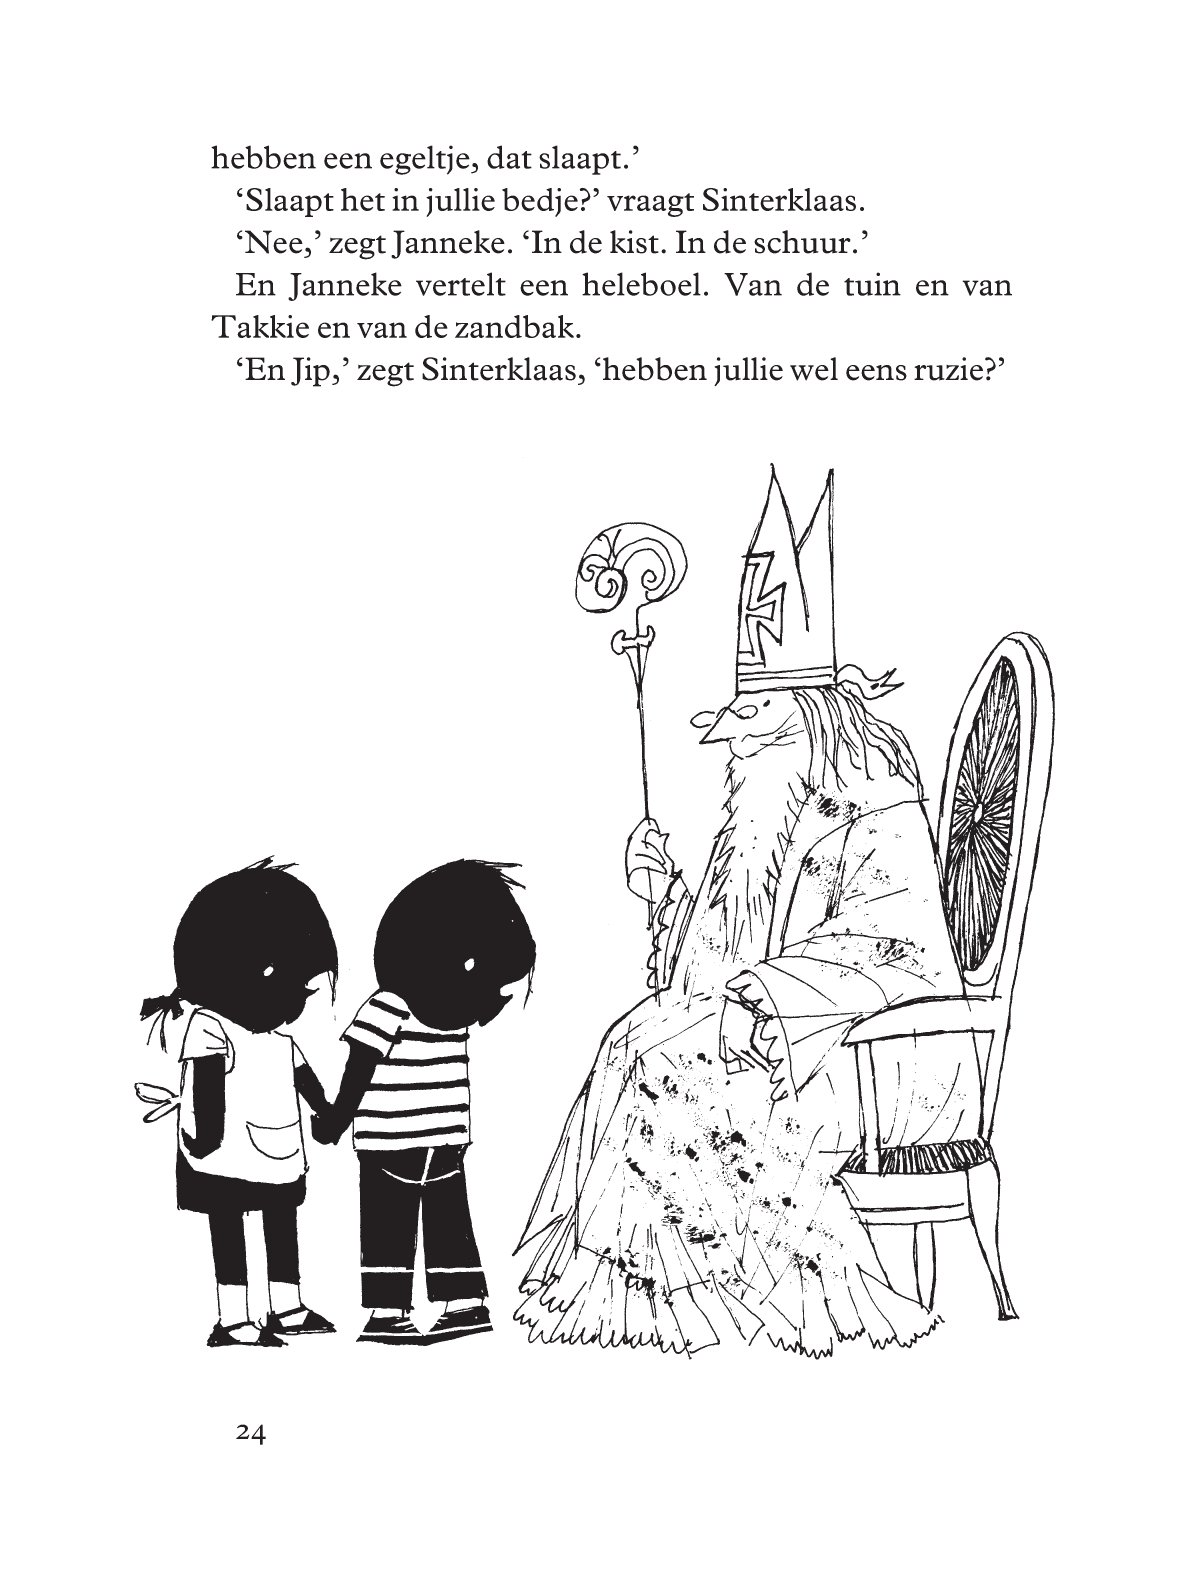 hebben een egeltje, dat slaapt.’
‘Slaapt het in jullie bedje?’ vraagt Sinterklaas.
‘Nee,’ zegt Janneke. ‘In de kist. In de schuur.’
En Janneke vertelt een heleboel. Van de tuin en van
Takkie en van de zandbak.
‘En Jip,’ zegt Sinterklaas, ‘hebben jullie wel eens ruzie?’
24